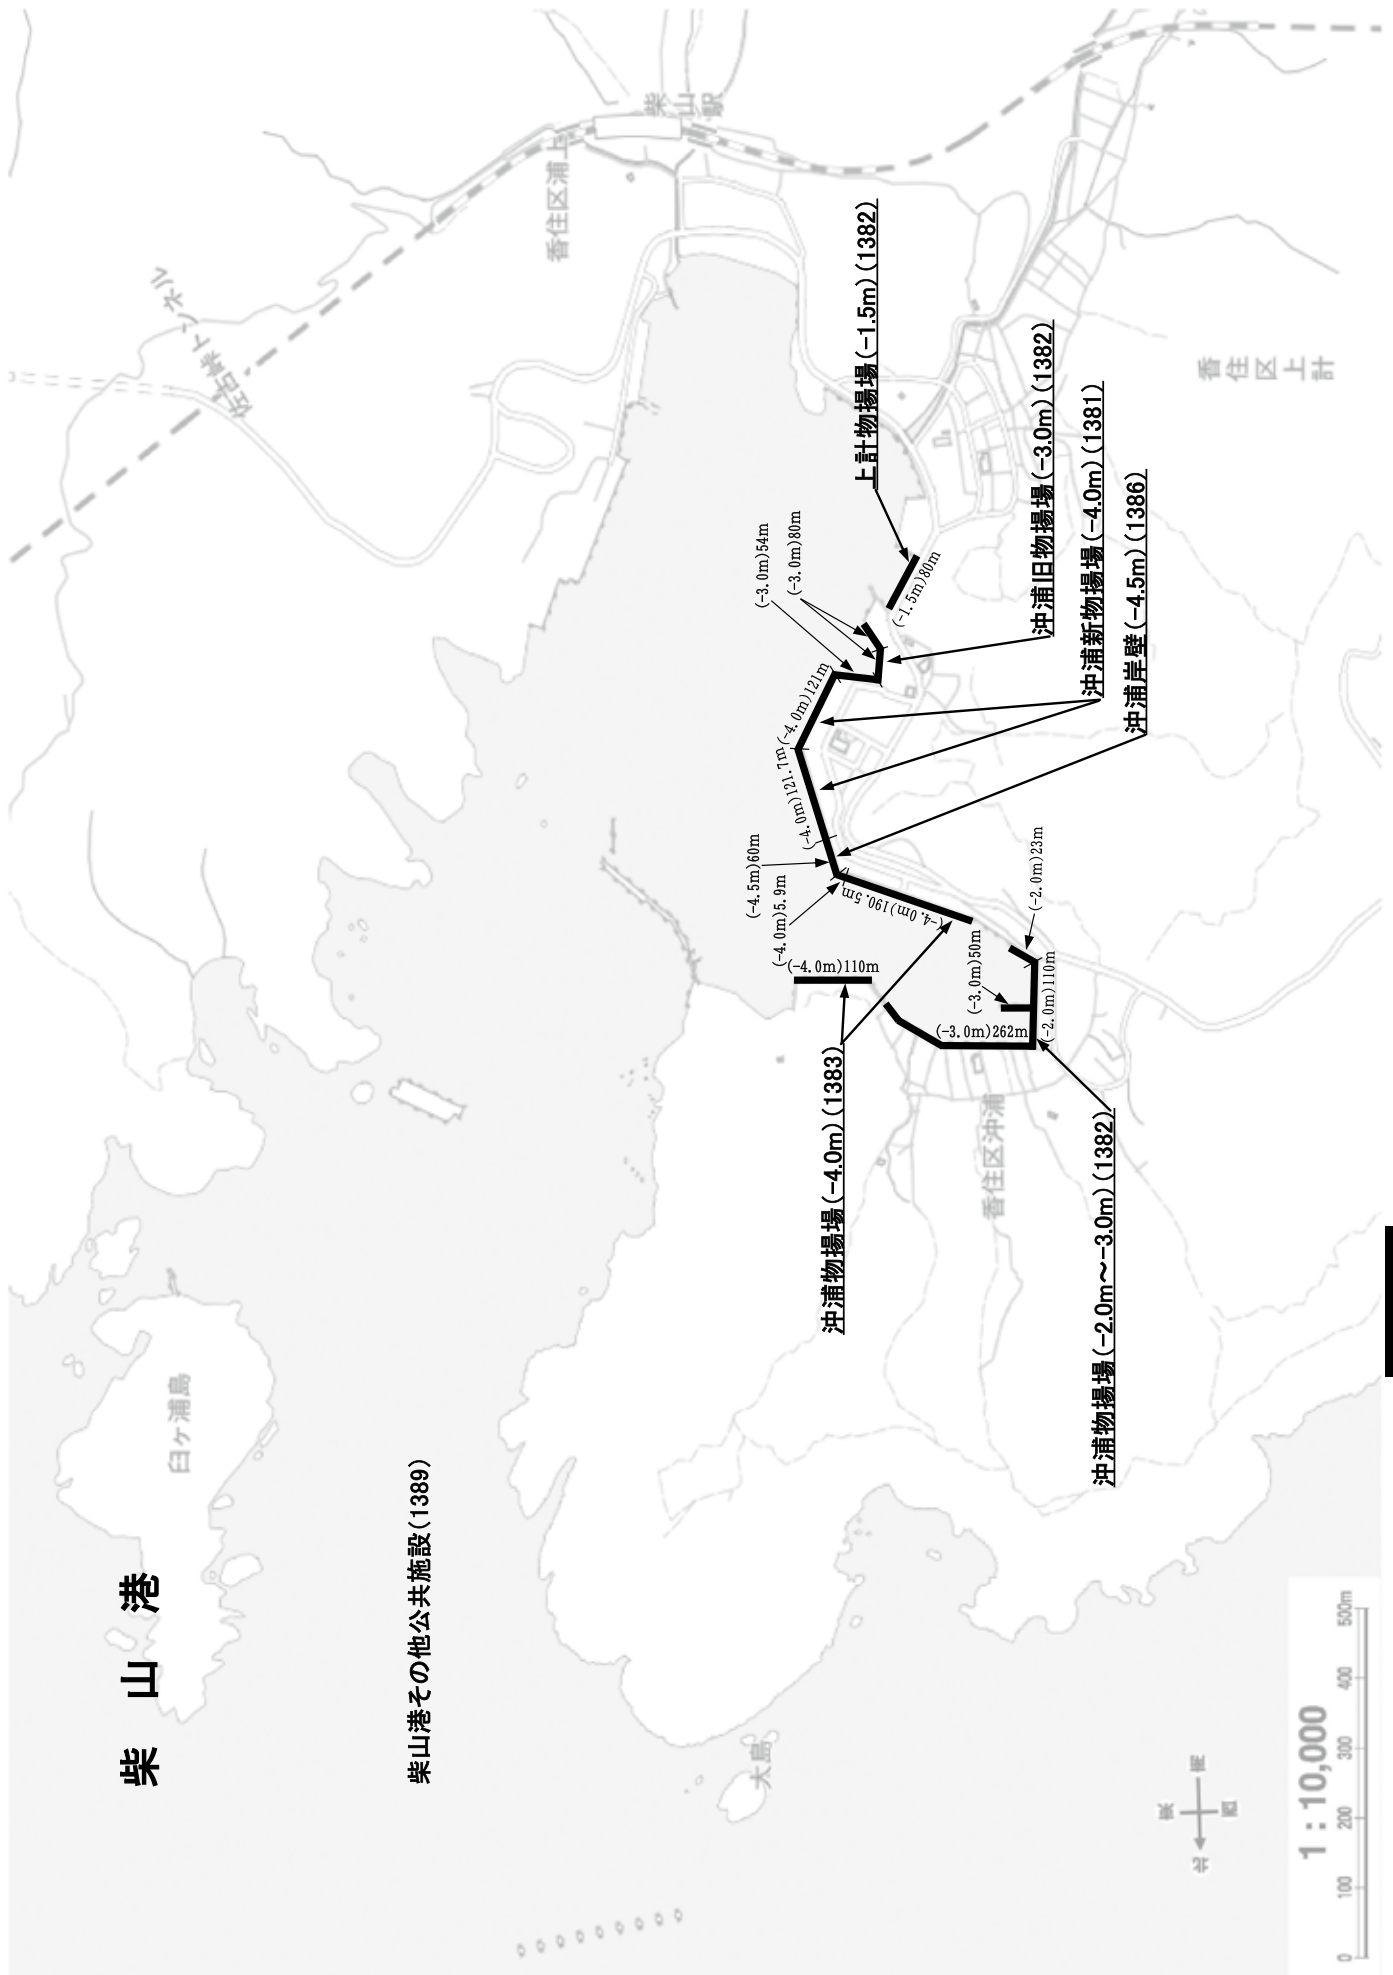 柴山港
柴山港その他公共施設(1389)
佐古峠トンネル
香住区浦上
柴山駅
臼ヶ浦島
大島
香住区沖浦
香住区上計
上計物揚場(-1.5m)(1382)
沖浦旧物揚場(-3.0m)(1382)
沖浦新物揚場(-4.0m)(1381)
沖浦岸壁(-4.5m)(1386)
沖浦物揚場(-4.0m)(1383)
沖浦物揚場(-2.0m～-3.0m)(1382)
(-3.0m)54m
(-3.0m)80m
(-1.5m)80m
(-4.0m)121m
(-4.0m)121.7m
(-4.5m)60m
(-4.0m)5.9m
(-4.0m)190.5m
(-4.0m)110m
(-3.0m)50m
(-2.0m)23m
(-3.0m)262m
(-2.0m)110m
北
東
南
西
1:10,000
0 100 200 300 400 500m